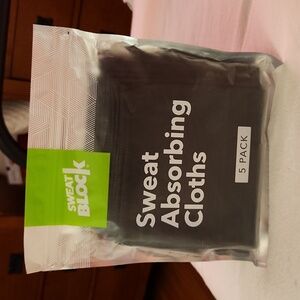 SWEAT
BLOCK
Sweat
Absorbing
Cloths
5 PACK